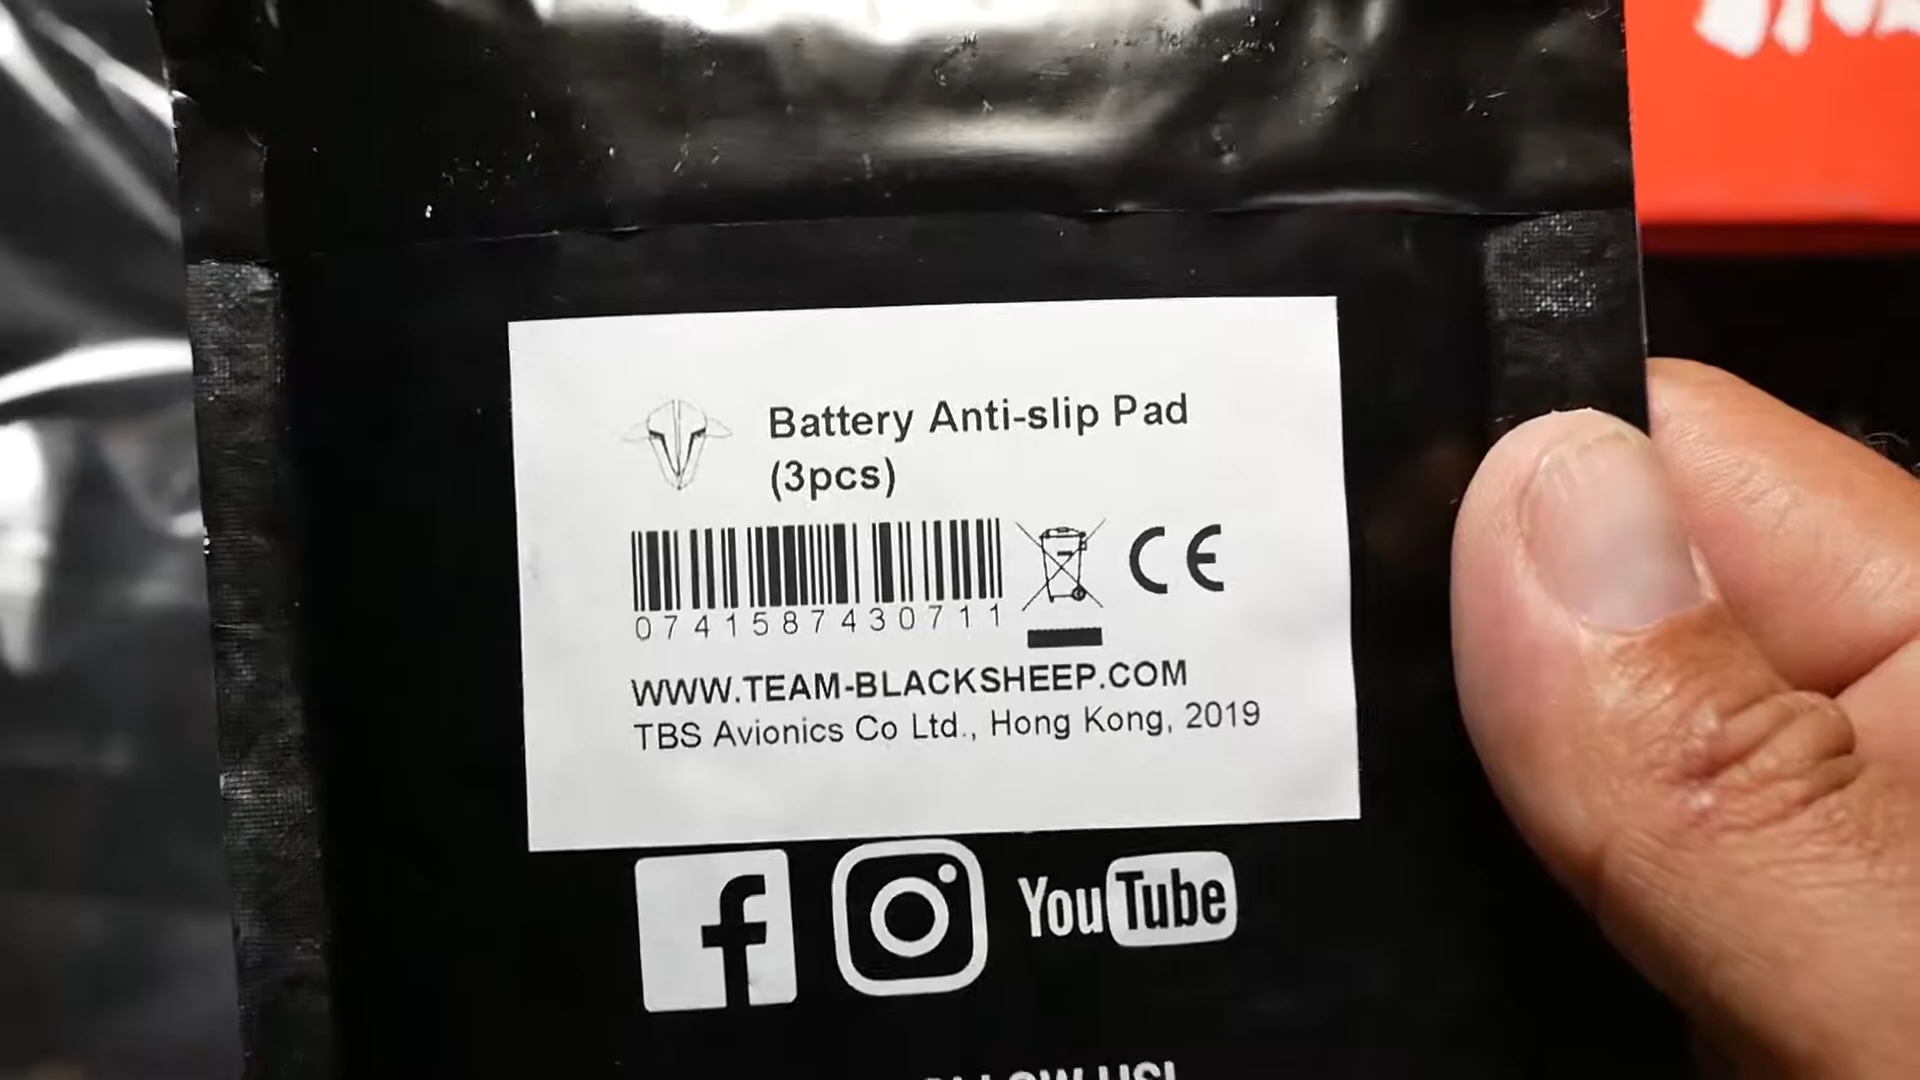 Battery Anti-slip Pad
(3pcs)
0741587430711
CE
WWW.TEAM-BLACKSHEEP.COM
TBS Avionics Co Ltd., Hong Kong, 2019
f
YouTube